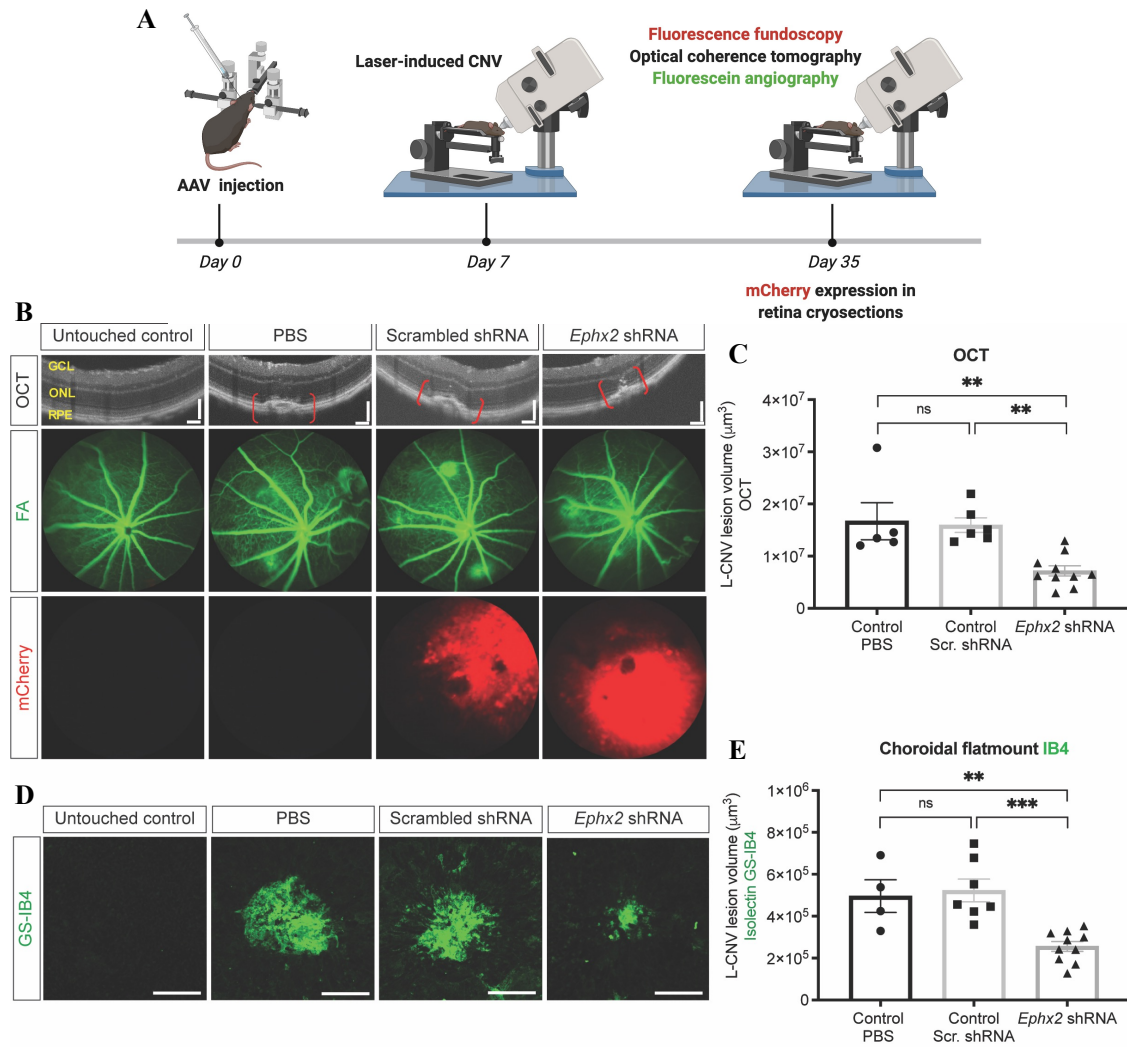 A
Laser-induced CNV
Fluorescence fundoscopy
Optical coherence tomography
Fluorescein angiography
AAV injection
Day 0
Day 7
Day 35
mCherry expression in
retina cryosections
B
Untouched control
PBS
Scrambled shRNA
Ephx2 shRNA
OCT
GCL
ONL
RPE
FA
mCherry
C
OCT
**
ns
**
4×10⁷
3×10⁷
2×10⁷
1×10⁷
0
L-CNV lesion volume (μm³)
OCT
Control
PBS
Control
Scr. shRNA
Ephx2 shRNA
D
Untouched control
PBS
Scrambled shRNA
Ephx2 shRNA
GS-IB4
E
Choroidal flatmount IB4
**
ns
***
1×10⁶
8×10⁵
6×10⁵
4×10⁵
2×10⁵
0
L-CNV lesion volume (μm³)
Isolectin GS-IB4
Control
PBS
Control
Scr. shRNA
Ephx2 shRNA